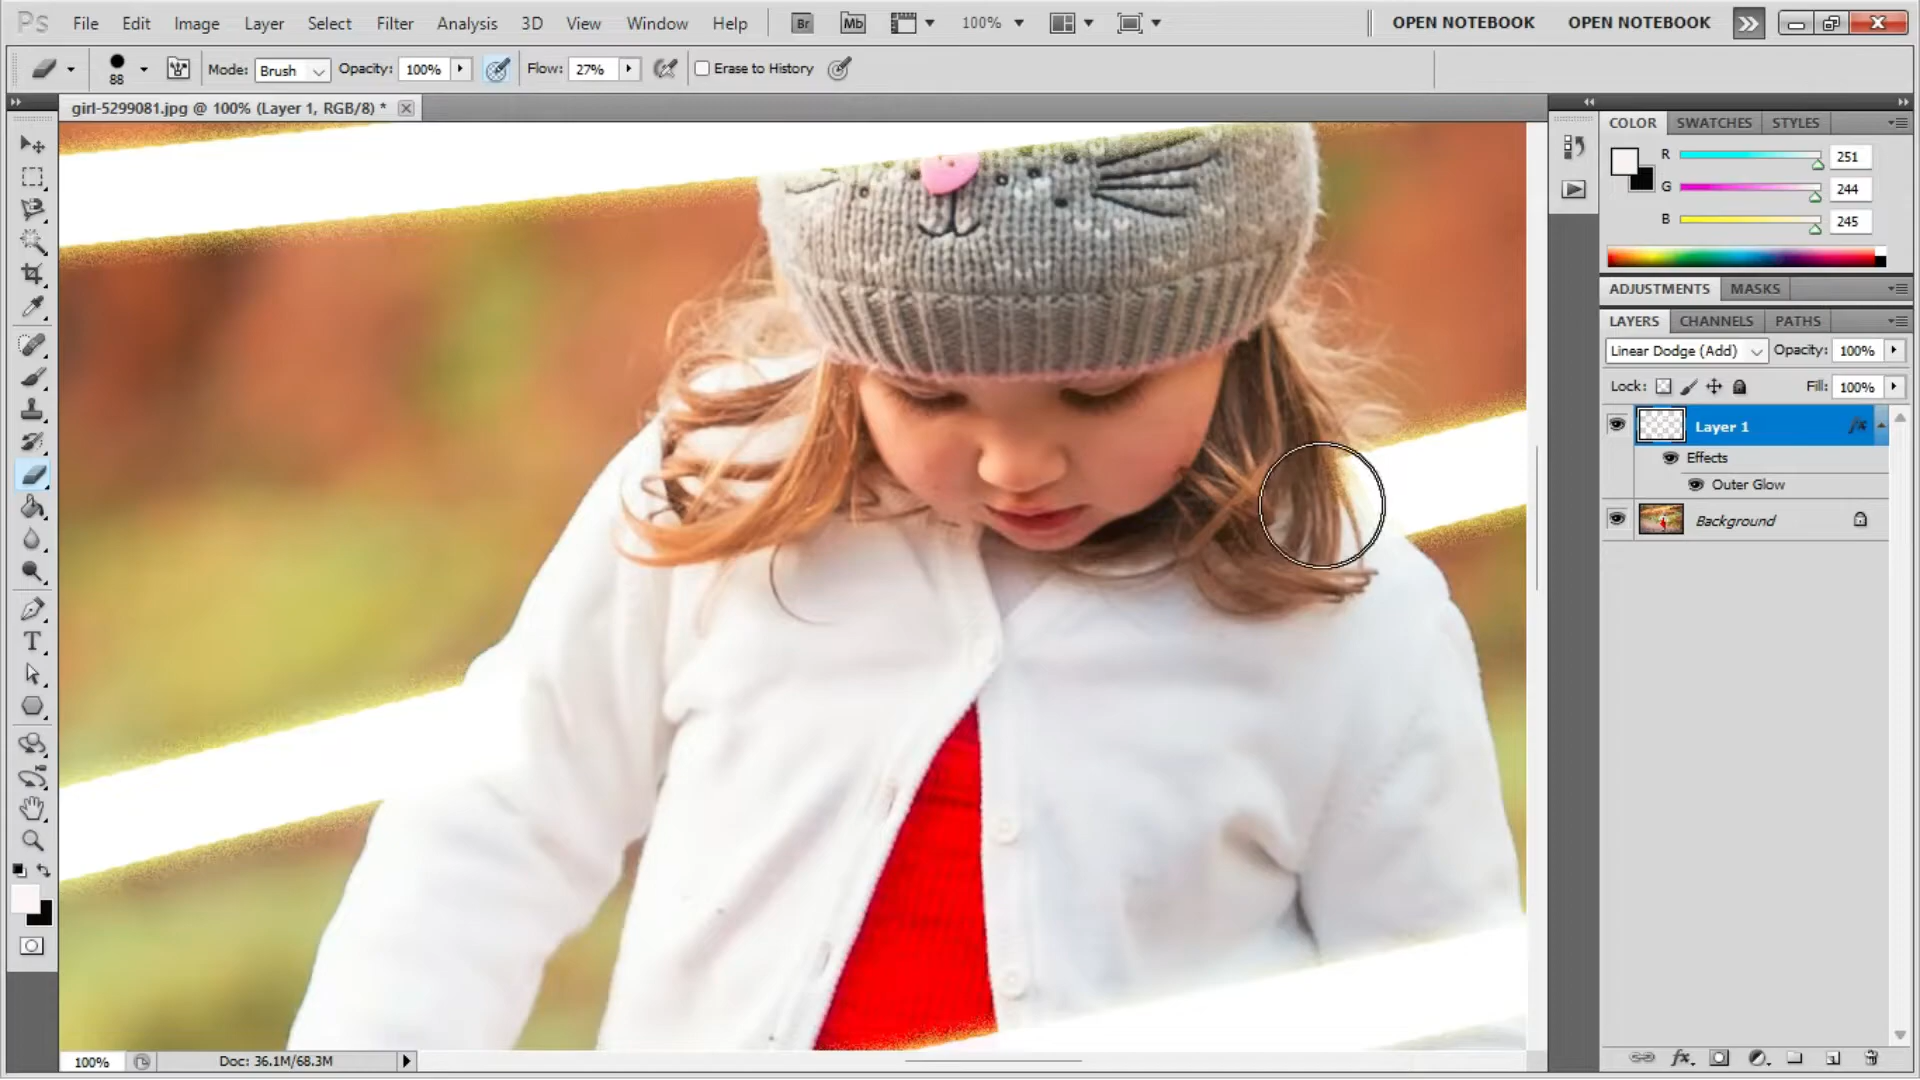 Ps File Edit Image Layer Select Filter Analysis 3D View Window Help Br Mb 100% OPEN NOTEBOOK OPEN NOTEBOOK
88 Mode: Brush Opacity: 100% Flow: 27% Erase to History
girl-5299081.jpg @ 100% (Layer 1, RGB/8) *
COLOR SWATCHES STYLES
R 251
G 244
B 245
ADJUSTMENTS MASKS
LAYERS CHANNELS PATHS
Linear Dodge (Add) Opacity: 100%
Lock: Fill: 100%
Layer 1 fx
Effects
Outer Glow
Background
T
100% Doc: 36.1M/68.3M
fx